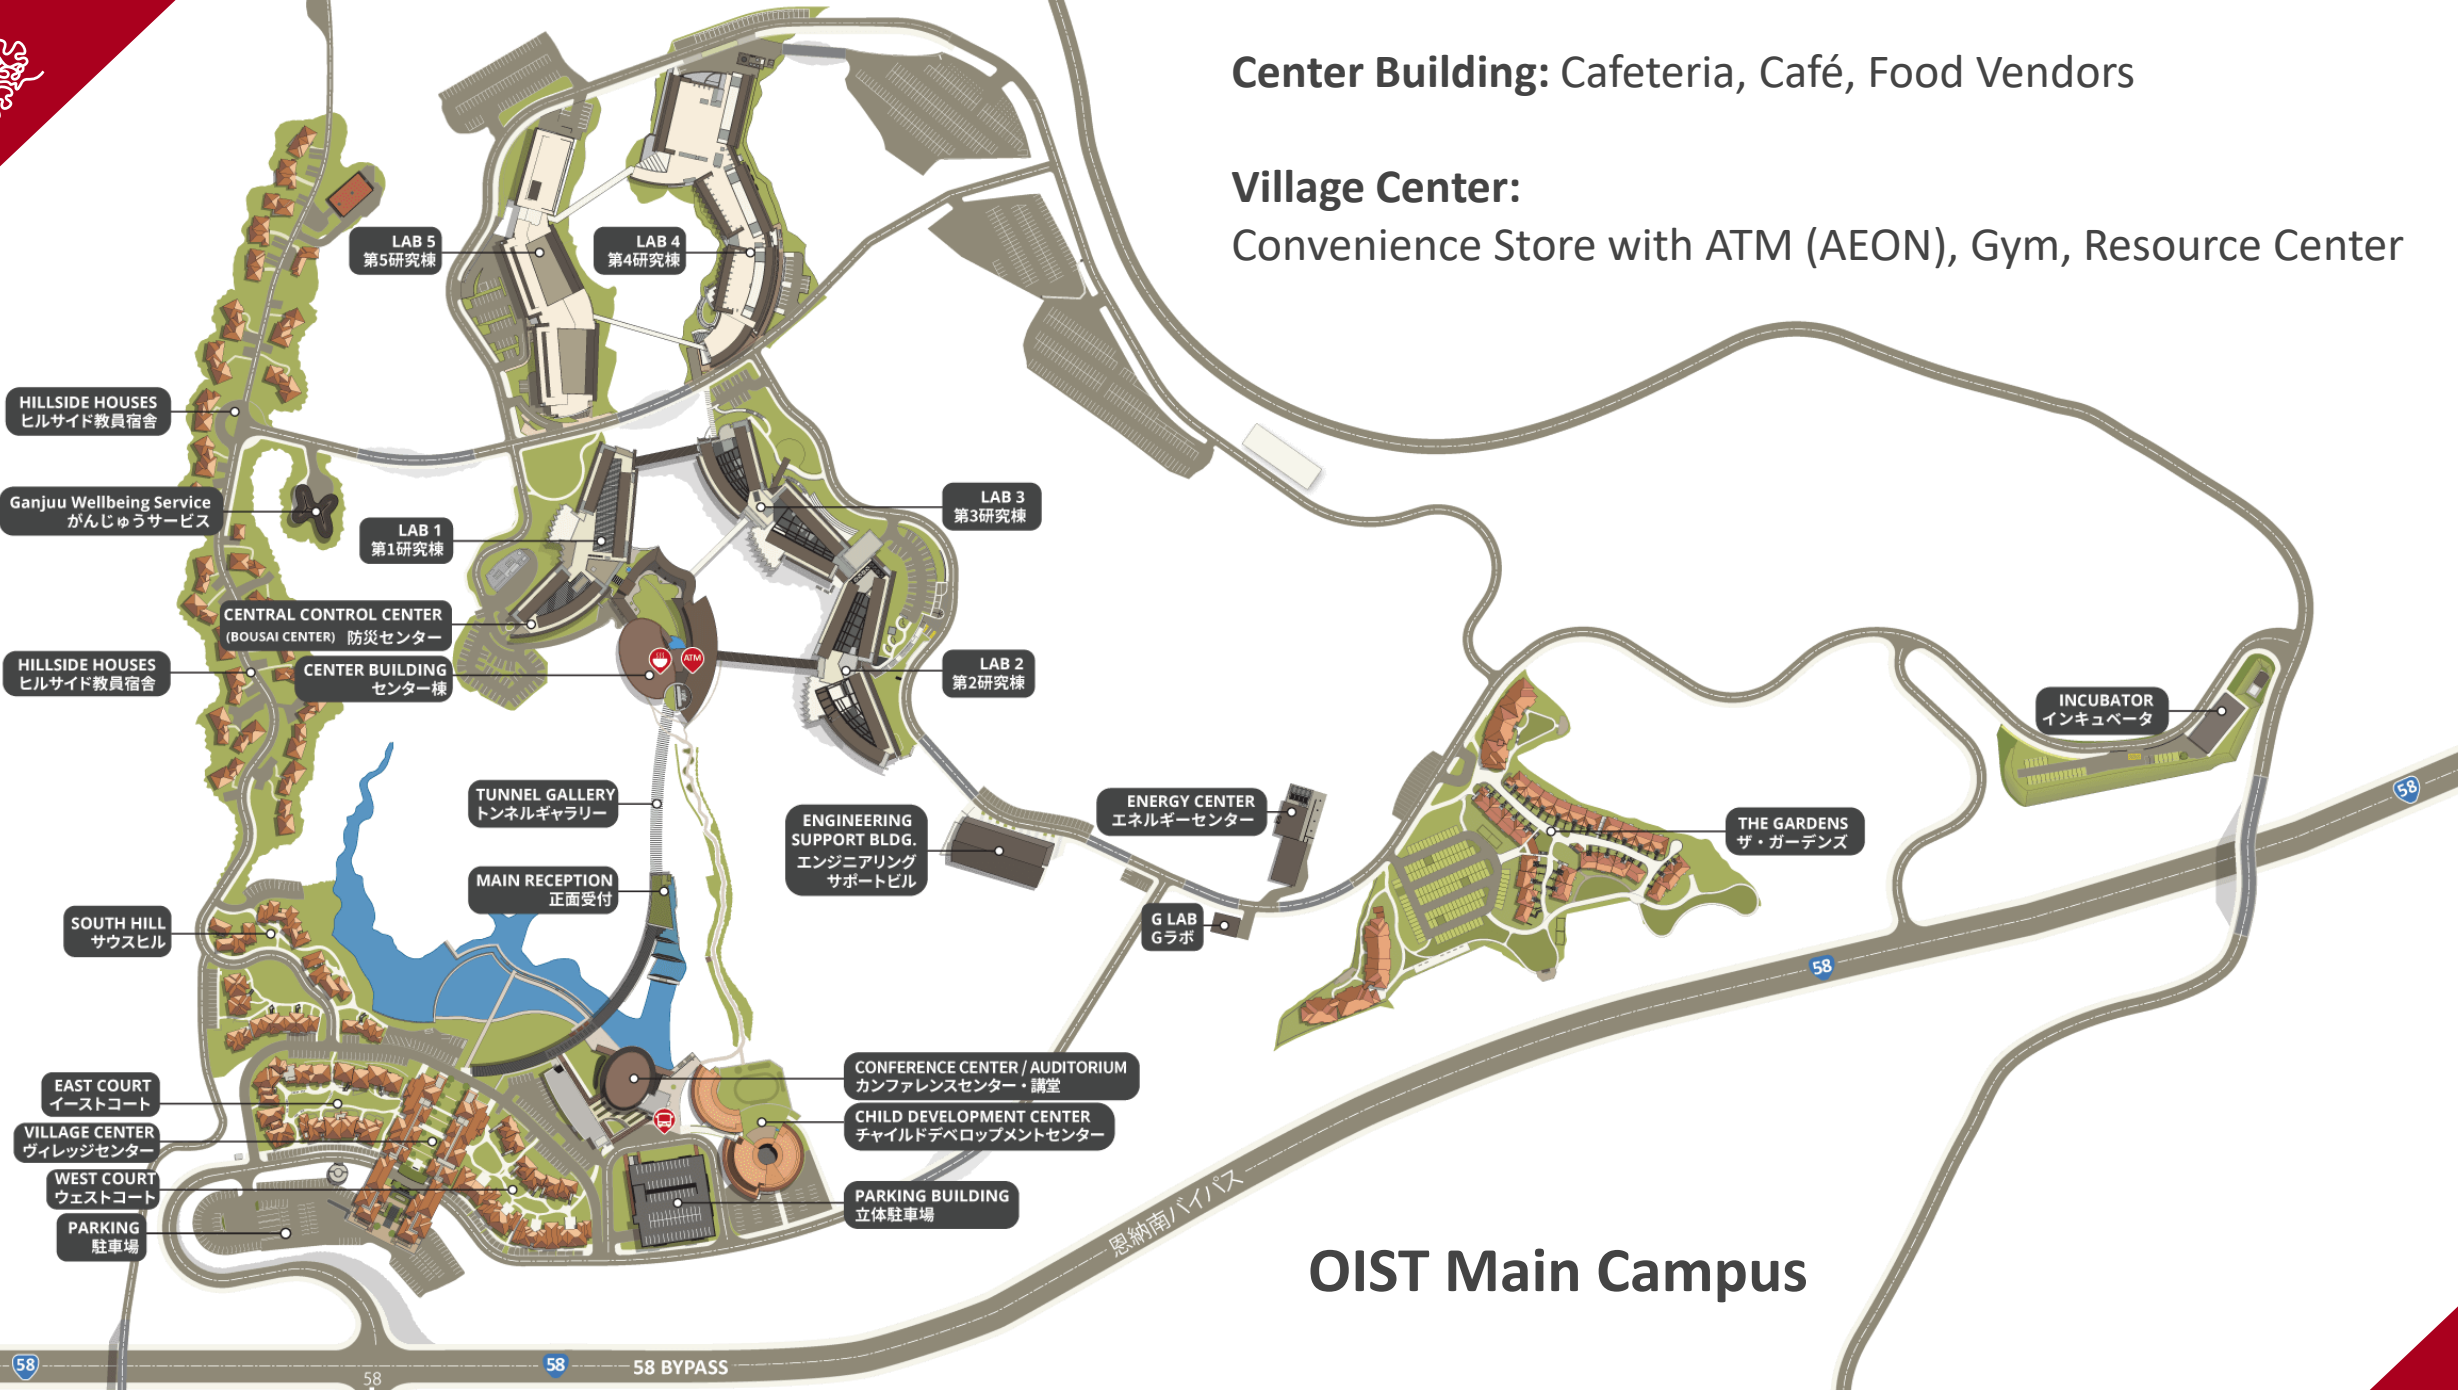 Center Building: Cafeteria, Café, Food Vendors
Village Center:
Convenience Store with ATM (AEON), Gym, Resource Center
LAB 5
第5研究棟
LAB 4
第4研究棟
HILLSIDE HOUSES
ヒルサイド教員宿舎
Ganjuu Wellbeing Service
がんじゅうサービス
LAB 1
第1研究棟
LAB 3
第3研究棟
CENTRAL CONTROL CENTER
(BOUSAI CENTER) 防災センター
HILLSIDE HOUSES
ヒルサイド教員宿舎
CENTER BUILDING
センター棟
ATM
LAB 2
第2研究棟
INCUBATOR
インキュベータ
58
TUNNEL GALLERY
トンネルギャラリー
ENGINEERING
SUPPORT BLDG.
エンジニアリング
サポートビル
ENERGY CENTER
エネルギーセンター
THE GARDENS
ザ・ガーデンズ
MAIN RECEPTION
正面受付
SOUTH HILL
サウスヒル
G LAB
Gラボ
58
EAST COURT
イーストコート
CONFERENCE CENTER / AUDITORIUM
カンファレンスセンター・講堂
CHILD DEVELOPMENT CENTER
チャイルドデベロップメントセンター
VILLAGE CENTER
ヴィレッジセンター
WEST COURT
ウェストコート
PARKING BUILDING
立体駐車場
PARKING
駐車場
恩納南バイパス
OIST Main Campus
58
58
58 BYPASS
58